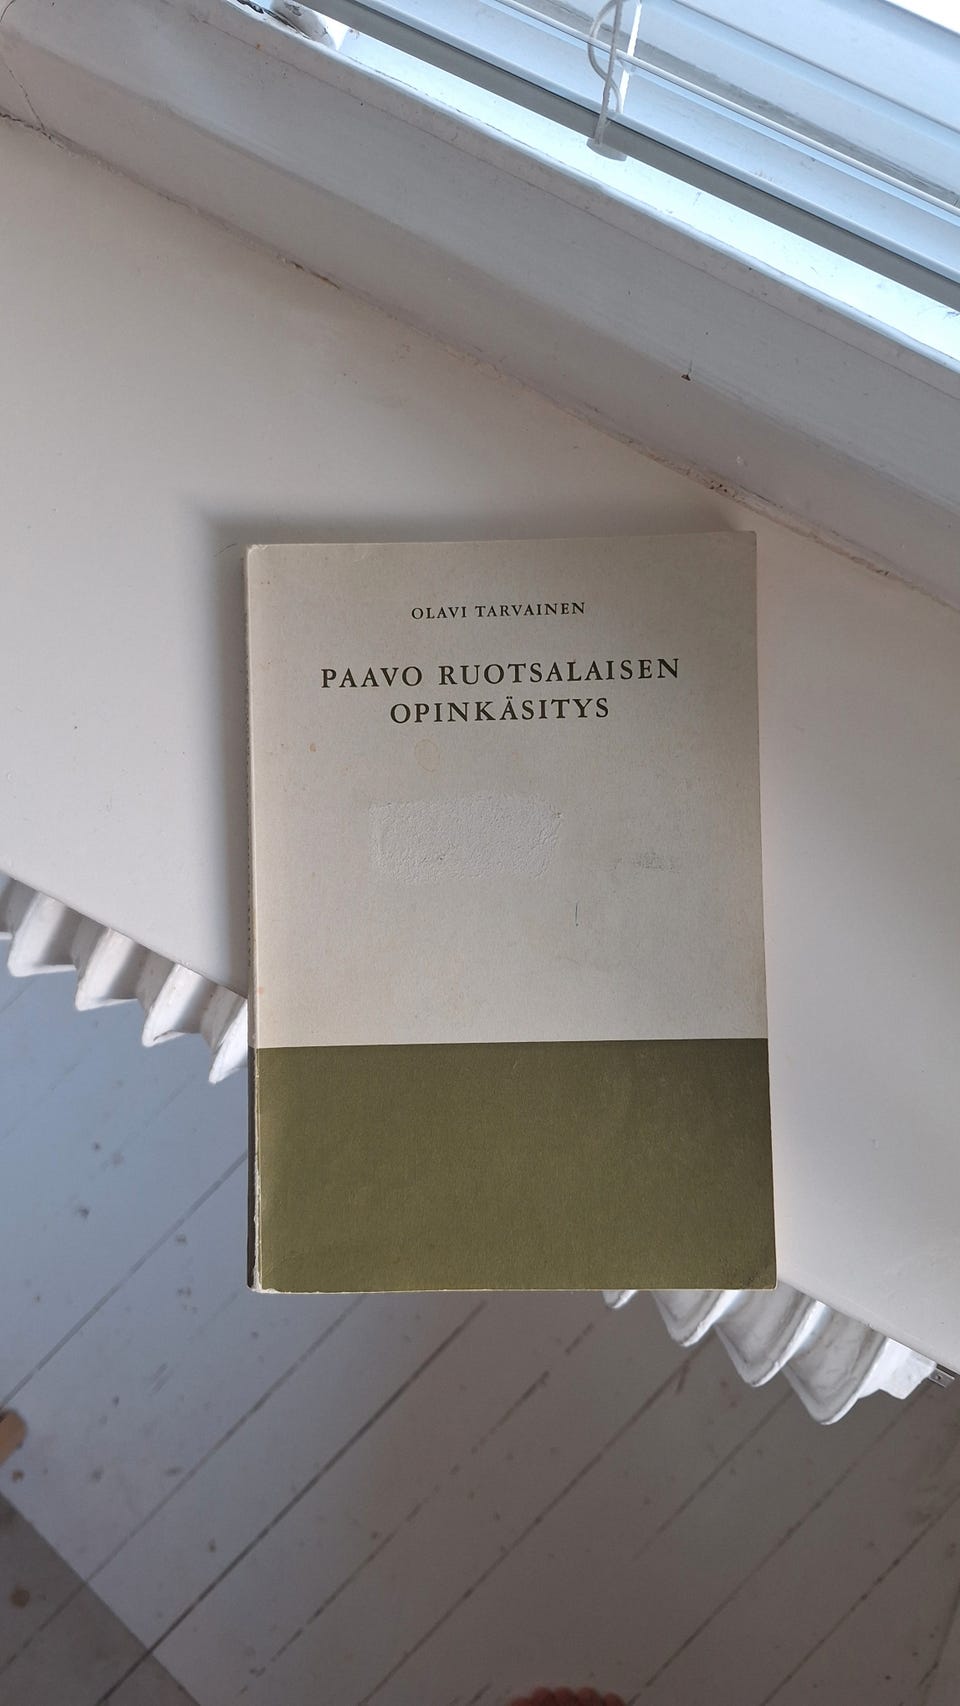 OLAVI TARVAINEN
PAAVO RUOTSALAISEN
OPINKÄSITYS